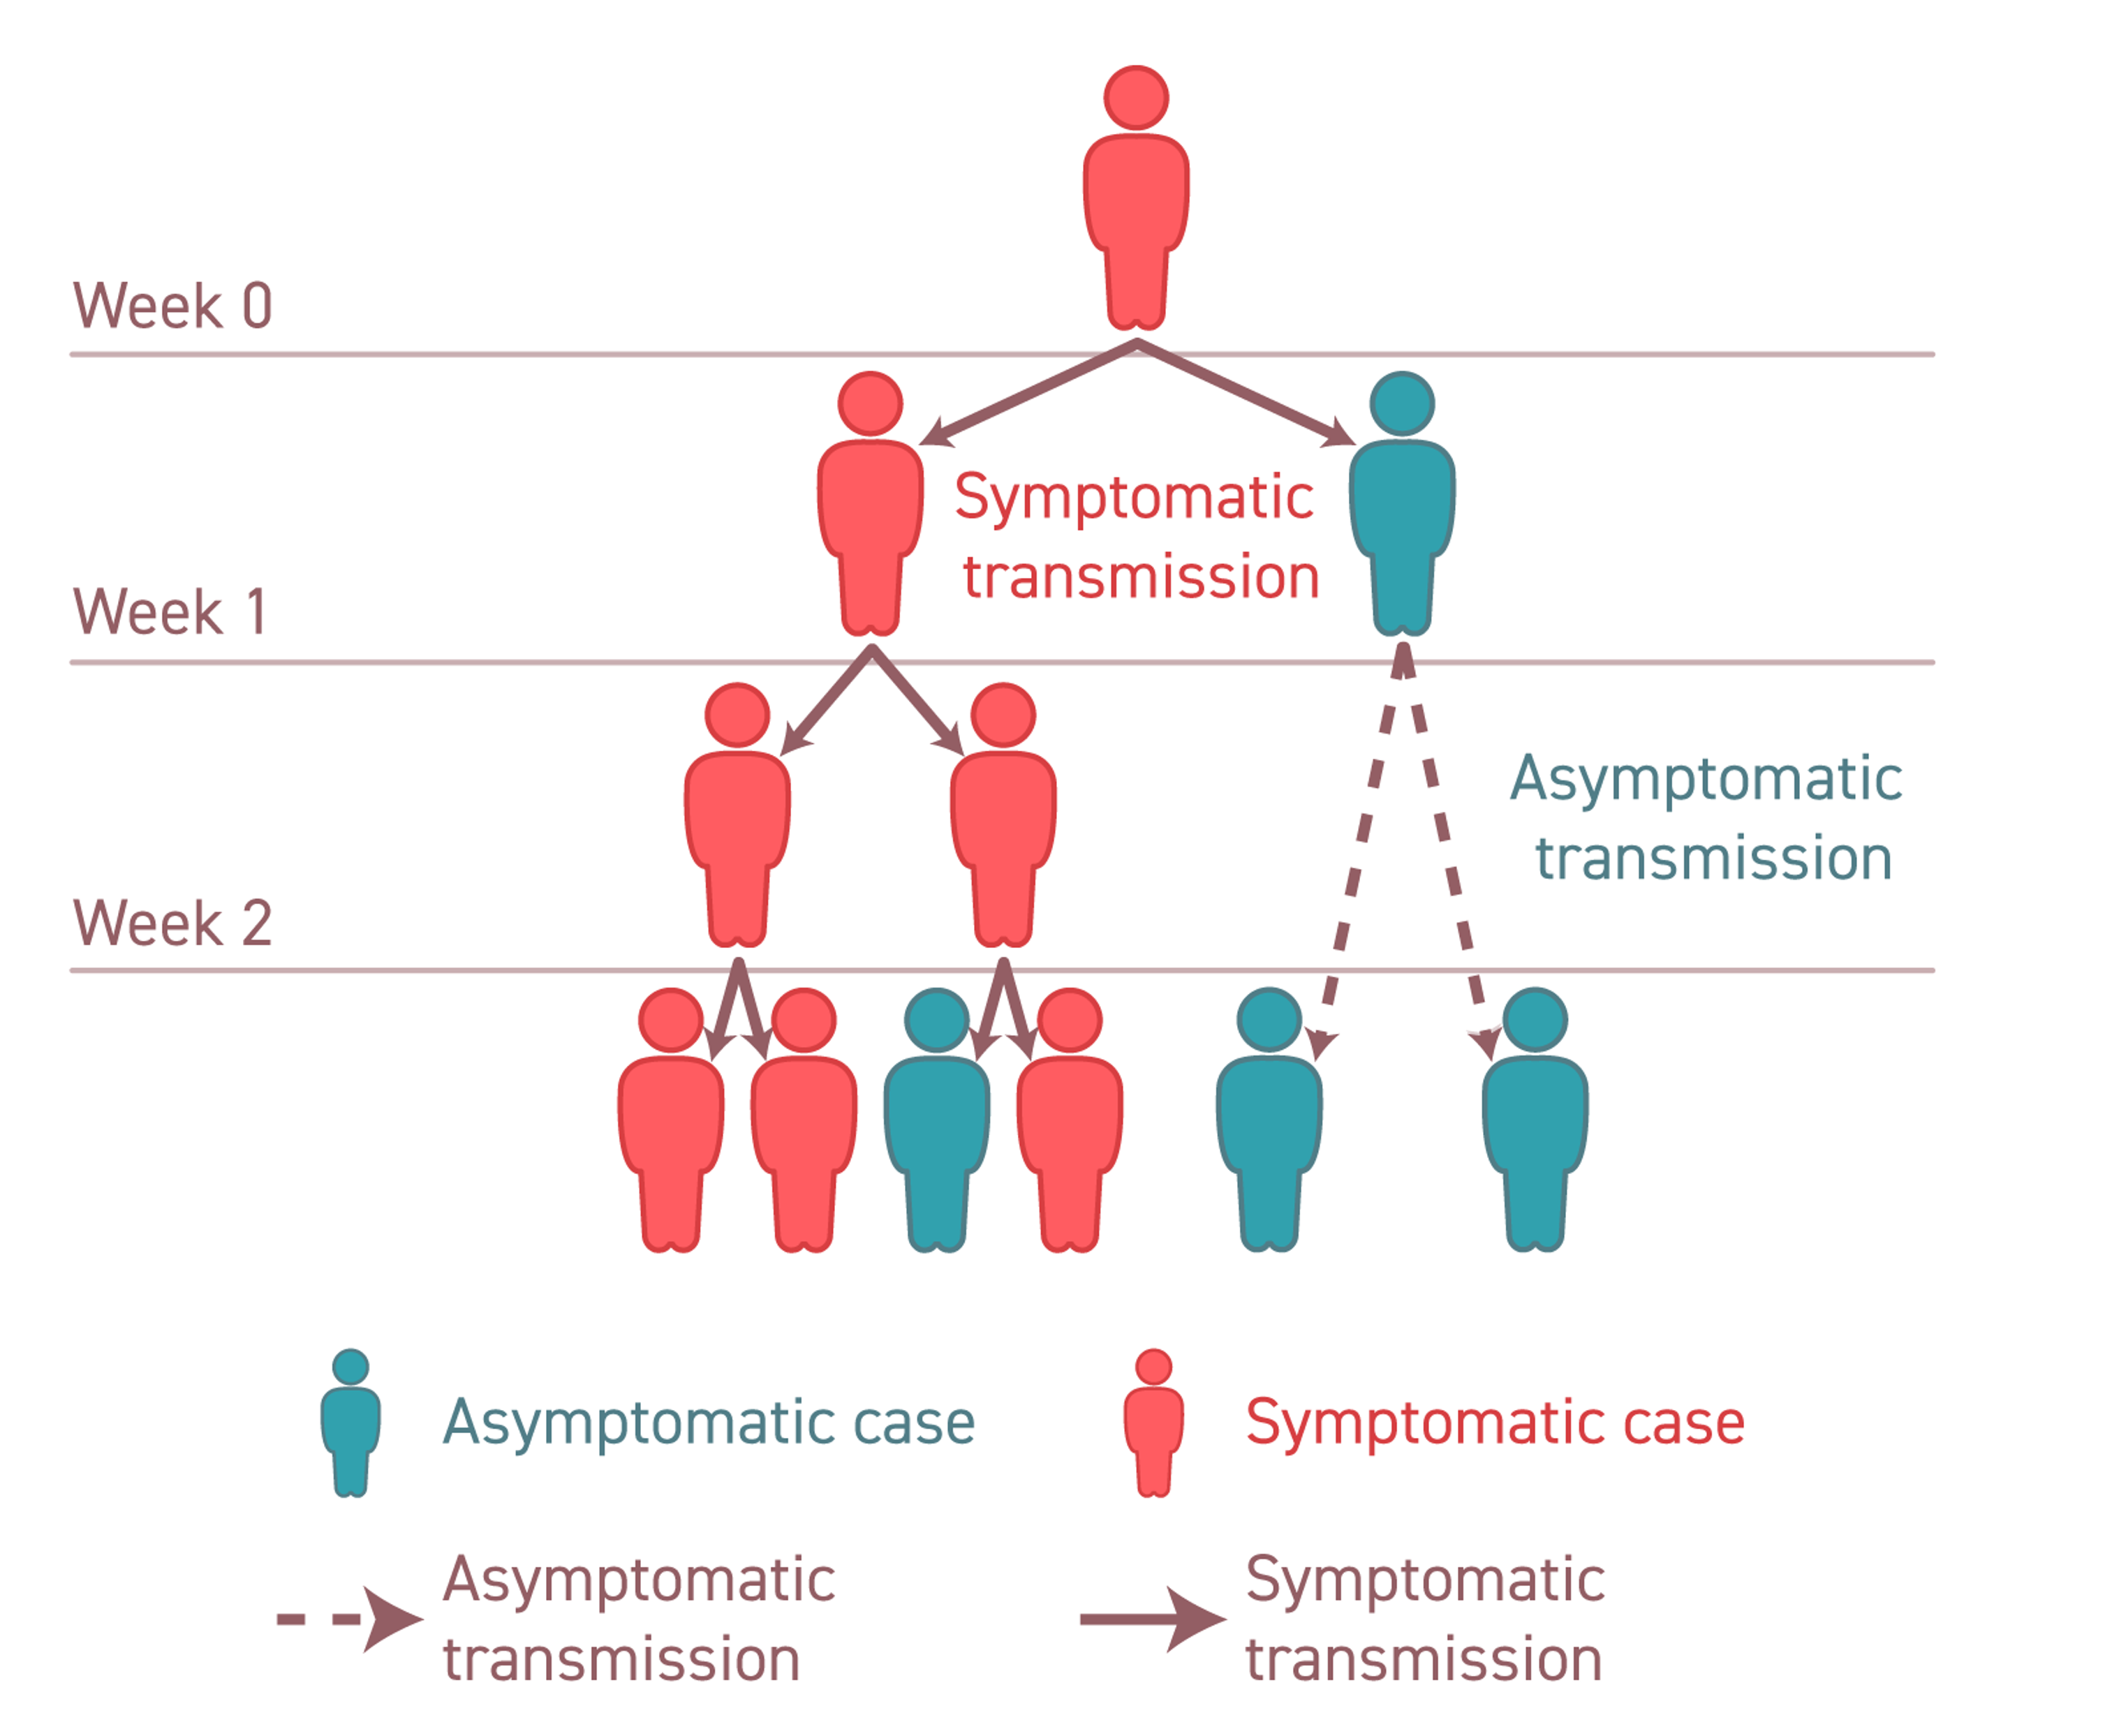 Week 0
Symptomatic
transmission
Week 1
Asymptomatic
transmission
Week 2
Asymptomatic case
Symptomatic case
Asymptomatic
transmission
Symptomatic
transmission